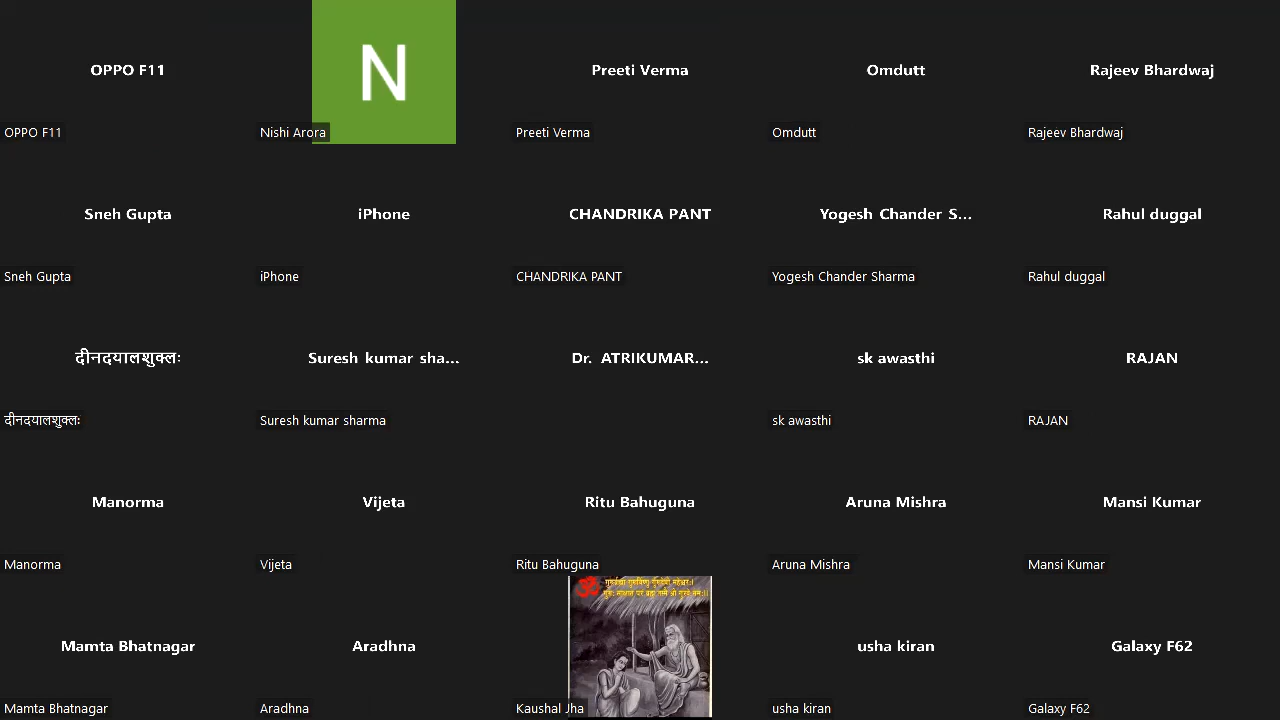 OPPO F11
N
Preeti Verma
Omdutt
Rajeev Bhardwaj
OPPO F11
Nishi Arora
Preeti Verma
Omdutt
Rajeev Bhardwaj
Sneh Gupta
iPhone
CHANDRIKA PANT
Yogesh Chander S...
Rahul duggal
Sneh Gupta
iPhone
CHANDRIKA PANT
Yogesh Chander Sharma
Rahul duggal
दीनदयालशुक्लः
Suresh kumar sha...
Dr. ATRIKUMAR...
sk awasthi
RAJAN
दीनदयालशुक्लः
Suresh kumar sharma
sk awasthi
RAJAN
Manorma
Vijeta
Ritu Bahuguna
Aruna Mishra
Mansi Kumar
Manorma
Vijeta
Ritu Bahuguna
Aruna Mishra
Mansi Kumar
ॐ
Mamta Bhatnagar
Aradhna
usha kiran
Galaxy F62
Mamta Bhatnagar
Aradhna
Kaushal Jha
usha kiran
Galaxy F62